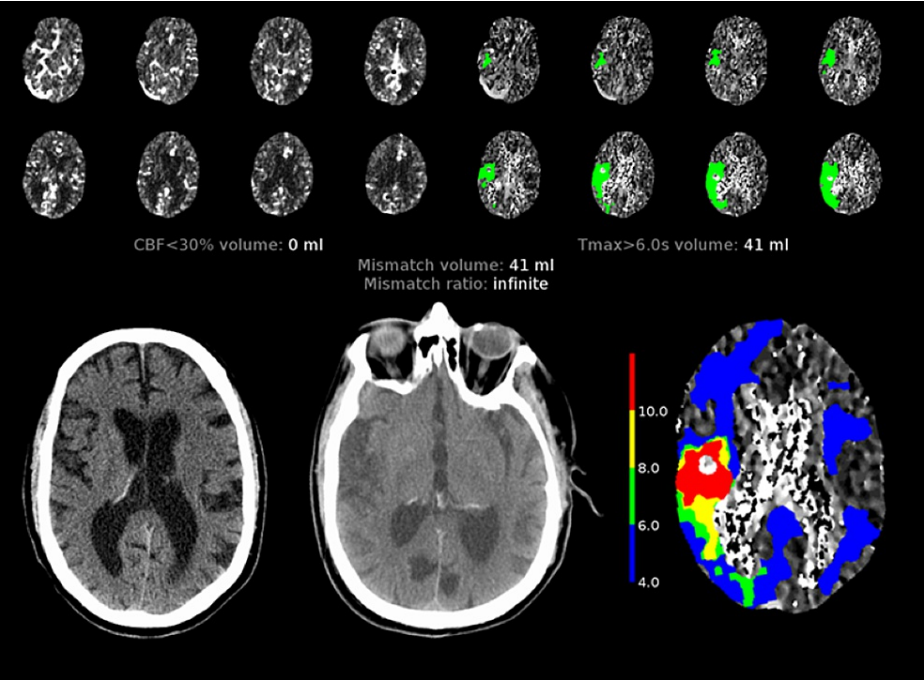 CBF<30% volume: 0 ml
Tmax>6.0s volume: 41 ml
Mismatch volume: 41 ml
Mismatch ratio: infinite
10.0
8.0
6.0
4.0